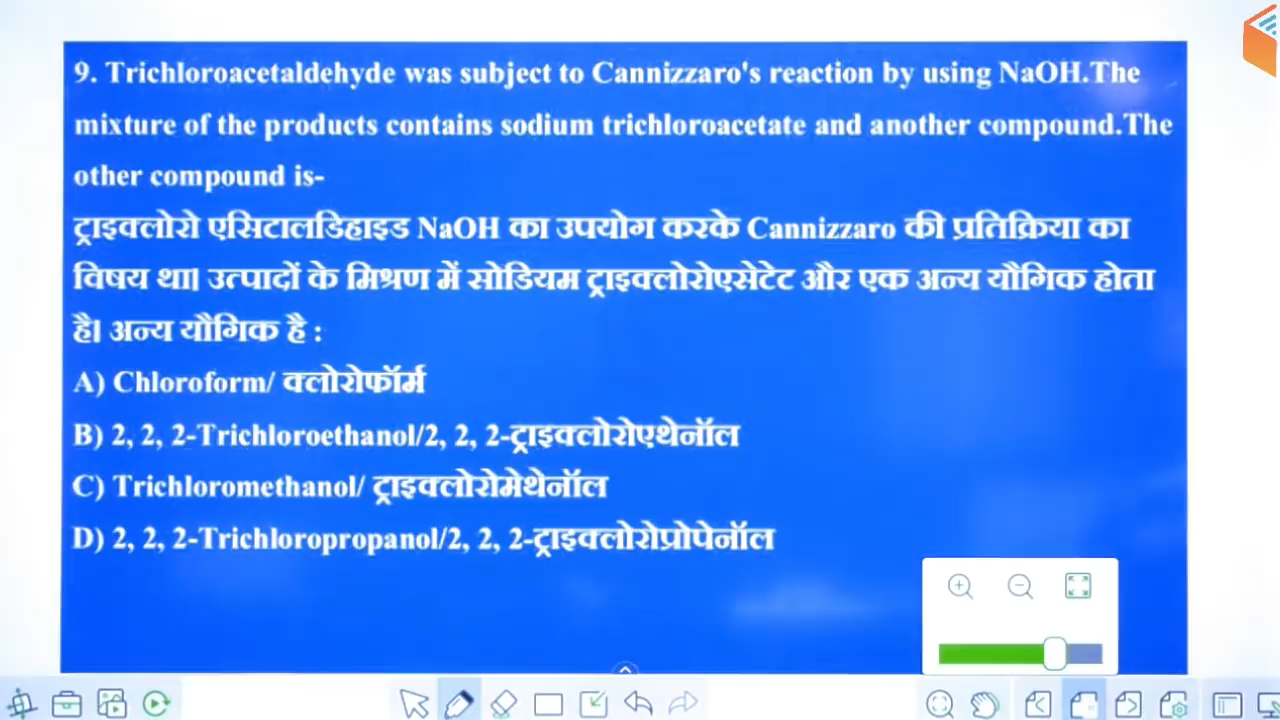 9. Trichloroacetaldehyde was subject to Cannizzaro's reaction by using NaOH.The
mixture of the products contains sodium trichloroacetate and another compound.The
other compound is-
ट्राइक्लोरो एसिटालडिहाइड NaOH का उपयोग करके Cannizzaro की प्रतिक्रिया का
विषय था| उत्पादों के मिश्रण में सोडियम ट्राइक्लोरोएसेटेट और एक अन्य यौगिक होता
है| अन्य यौगिक है :
A) Chloroform/ क्लोरोफॉर्म
B) 2, 2, 2-Trichloroethanol/2, 2, 2-ट्राइक्लोरोएथेनॉल
C) Trichloromethanol/ ट्राइक्लोरोमेथेनॉल
D) 2, 2, 2-Trichloropropanol/2, 2, 2-ट्राइक्लोरोप्रोपेनॉल